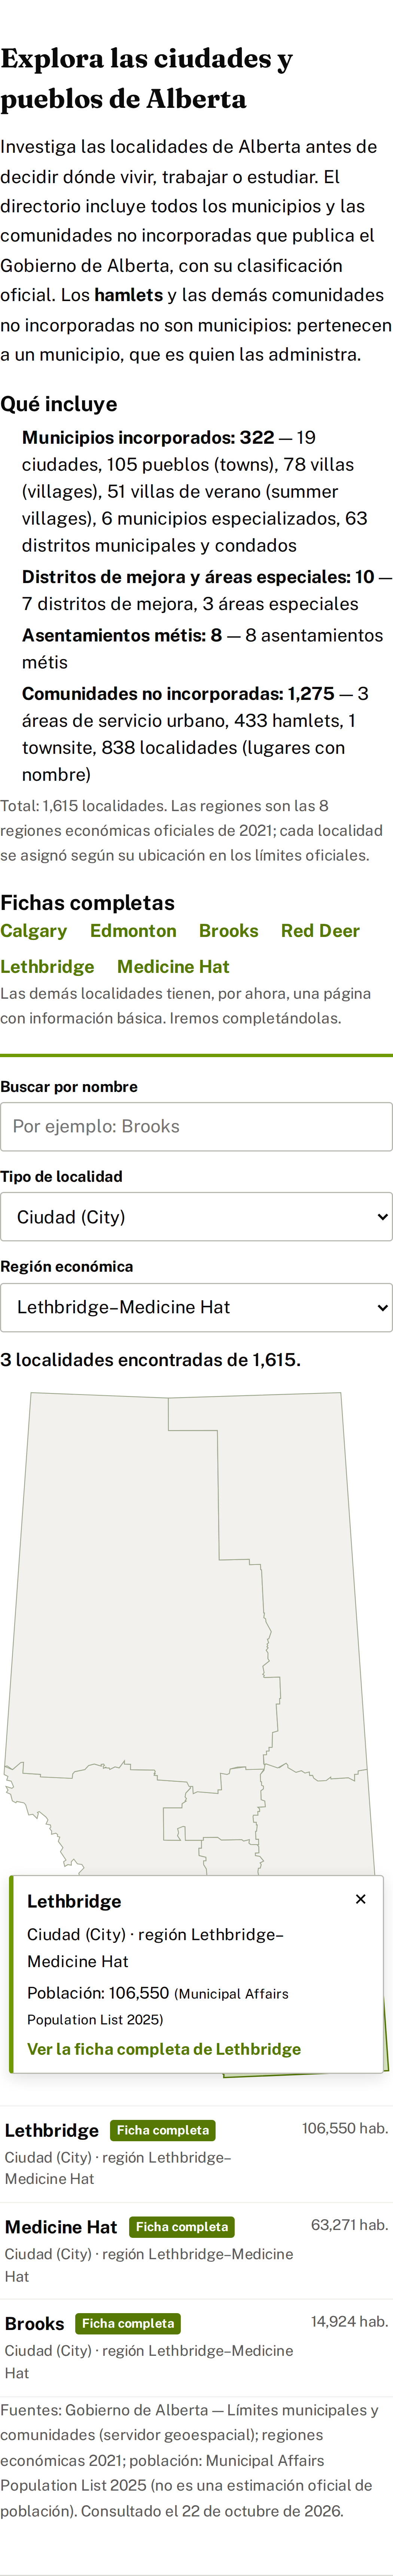 Explora las ciudades y
pueblos de Alberta
Investiga las localidades de Alberta antes de
decidir dónde vivir, trabajar o estudiar. El
directorio incluye todos los municipios y las
comunidades no incorporadas que publica el
Gobierno de Alberta, con su clasificación
oficial. Los hamlets y las demás comunidades
no incorporadas no son municipios: pertenecen
a un municipio, que es quien las administra.
Qué incluye
Municipios incorporados: 322 — 19
ciudades, 105 pueblos (towns), 78 villas
(villages), 51 villas de verano (summer
villages), 6 municipios especializados, 63
distritos municipales y condados
Distritos de mejora y áreas especiales: 10 —
7 distritos de mejora, 3 áreas especiales
Asentamientos métis: 8 — 8 asentamientos
métis
Comunidades no incorporadas: 1,275 — 3
áreas de servicio urbano, 433 hamlets, 1
townsite, 838 localidades (lugares con
nombre)
Total: 1,615 localidades. Las regiones son las 8
regiones económicas oficiales de 2021; cada localidad
se asignó según su ubicación en los límites oficiales.
Fichas completas
Calgary Edmonton Brooks Red Deer
Lethbridge Medicine Hat
Las demás localidades tienen, por ahora, una página
con información básica. Iremos completándolas.
Buscar por nombre
Por ejemplo: Brooks
Tipo de localidad
Ciudad (City)
Región económica
Lethbridge–Medicine Hat
3 localidades encontradas de 1,615.
Lethbridge ×
Ciudad (City) · región Lethbridge–
Medicine Hat
Población: 106,550 (Municipal Affairs
Population List 2025)
Ver la ficha completa de Lethbridge
Lethbridge Ficha completa 106,550 hab.
Ciudad (City) · región Lethbridge–
Medicine Hat
Medicine Hat Ficha completa 63,271 hab.
Ciudad (City) · región Lethbridge–Medicine
Hat
Brooks Ficha completa 14,924 hab.
Ciudad (City) · región Lethbridge–Medicine
Hat
Fuentes: Gobierno de Alberta — Límites municipales y
comunidades (servidor geoespacial); regiones
económicas 2021; población: Municipal Affairs
Population List 2025 (no es una estimación oficial de
población). Consultado el 22 de octubre de 2026.